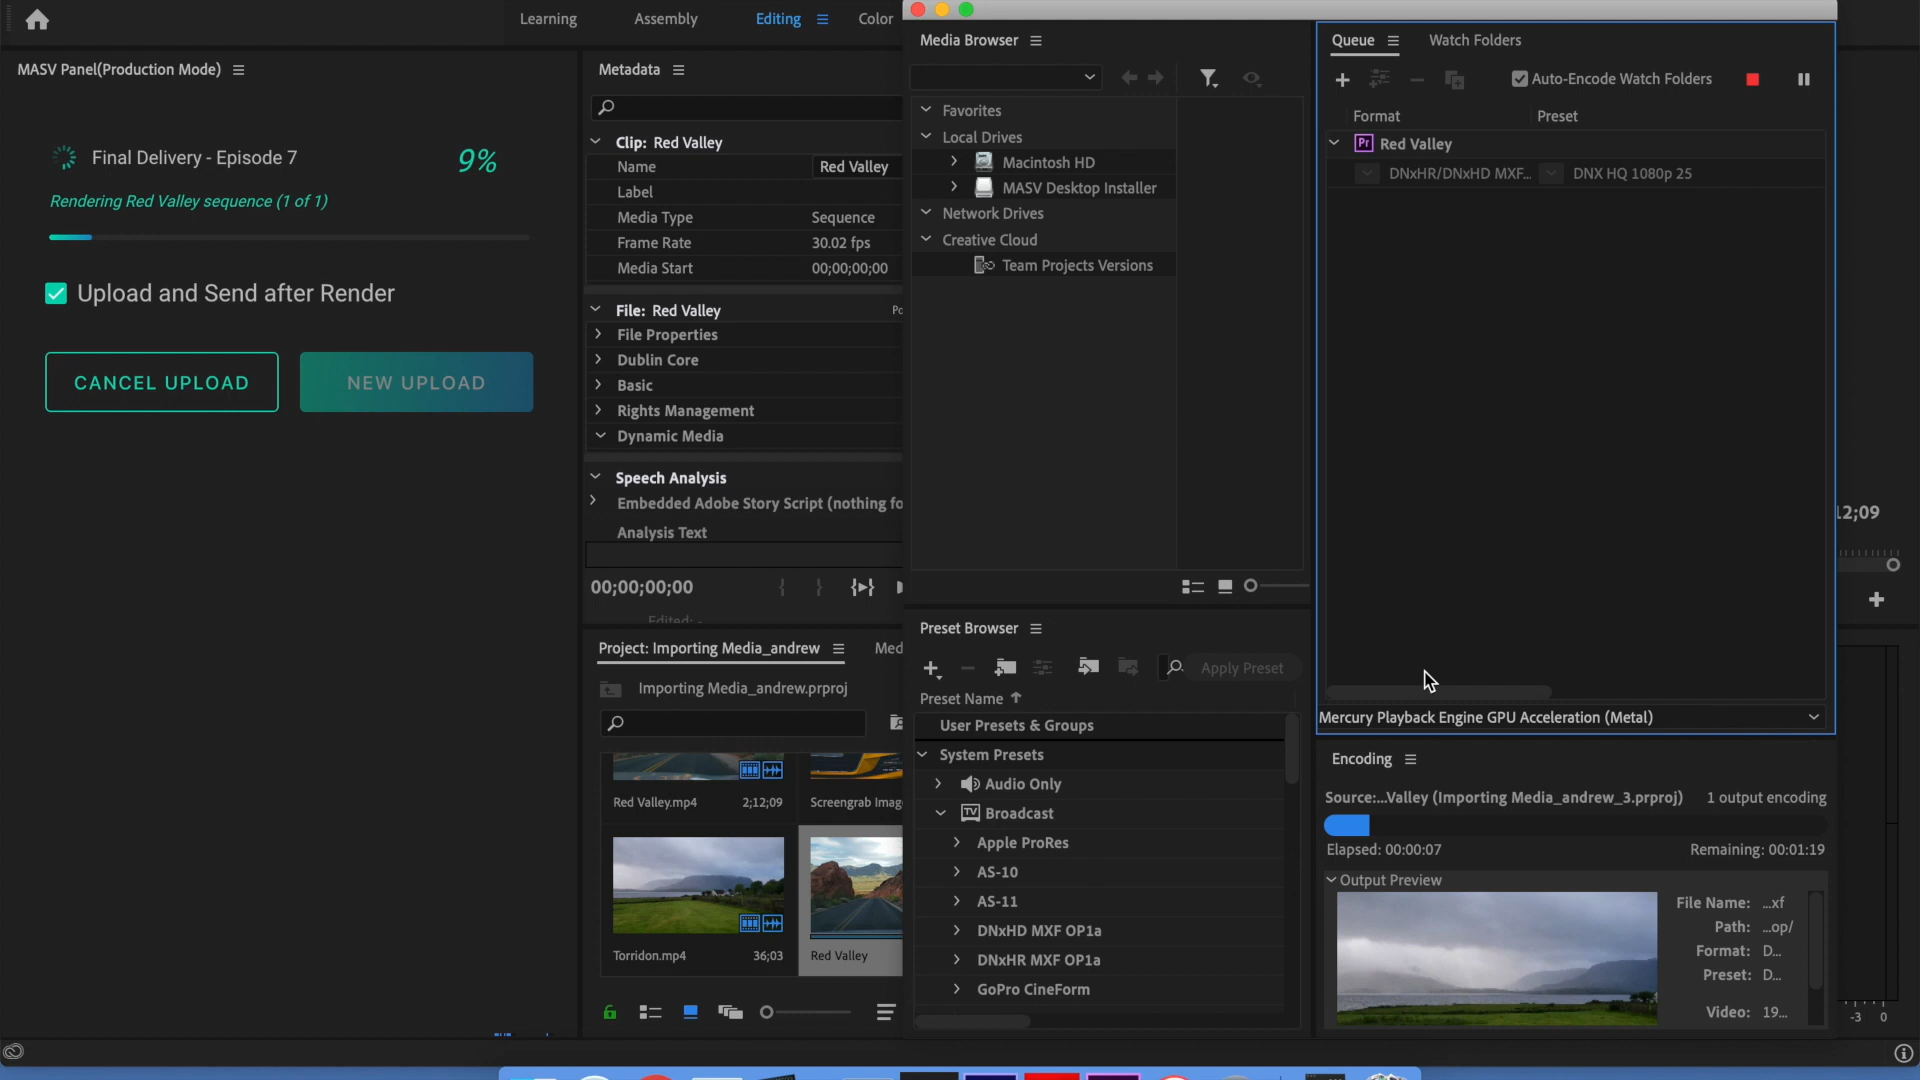 Learning
Assembly
Editing
Color
MASV Panel(Production Mode)
Final Delivery - Episode 7
9%
Rendering Red Valley sequence (1 of 1)
Upload and Send after Render
CANCEL UPLOAD
NEW UPLOAD
Metadata
Clip: Red Valley
Name
Red Valley
Label
Media Type
Sequence
Frame Rate
30.02 fps
Media Start
00;00;00;00
File: Red Valley
Po
File Properties
Dublin Core
Basic
Rights Management
Dynamic Media
Speech Analysis
Embedded Adobe Story Script (nothing fo
Analysis Text
00;00;00;00
Edited: -
Project: Importing Media_andrew
Med
Importing Media_andrew.prproj
Red Valley.mp4
2;12;09
Screengrab Imag
Torridon.mp4
36;03
Red Valley
Media Browser
Favorites
Local Drives
Macintosh HD
MASV Desktop Installer
Network Drives
Creative Cloud
Team Projects Versions
Preset Browser
Apply Preset
Preset Name
User Presets & Groups
System Presets
Audio Only
TV Broadcast
Apple ProRes
AS-10
AS-11
DNxHD MXF OP1a
DNxHR MXF OP1a
GoPro CineForm
Queue
Watch Folders
Auto-Encode Watch Folders
Format
Preset
Pr Red Valley
DNxHR/DNxHD MXF...
DNX HQ 1080p 25
Mercury Playback Engine GPU Acceleration (Metal)
Encoding
Source:...Valley (Importing Media_andrew_3.prproj)
1 output encoding
Elapsed: 00:00:07
Remaining: 00:01:19
Output Preview
File Name: ...xf
Path: ...op/
Format: D...
Preset: D...
Video: 19...
12;09
-3 0